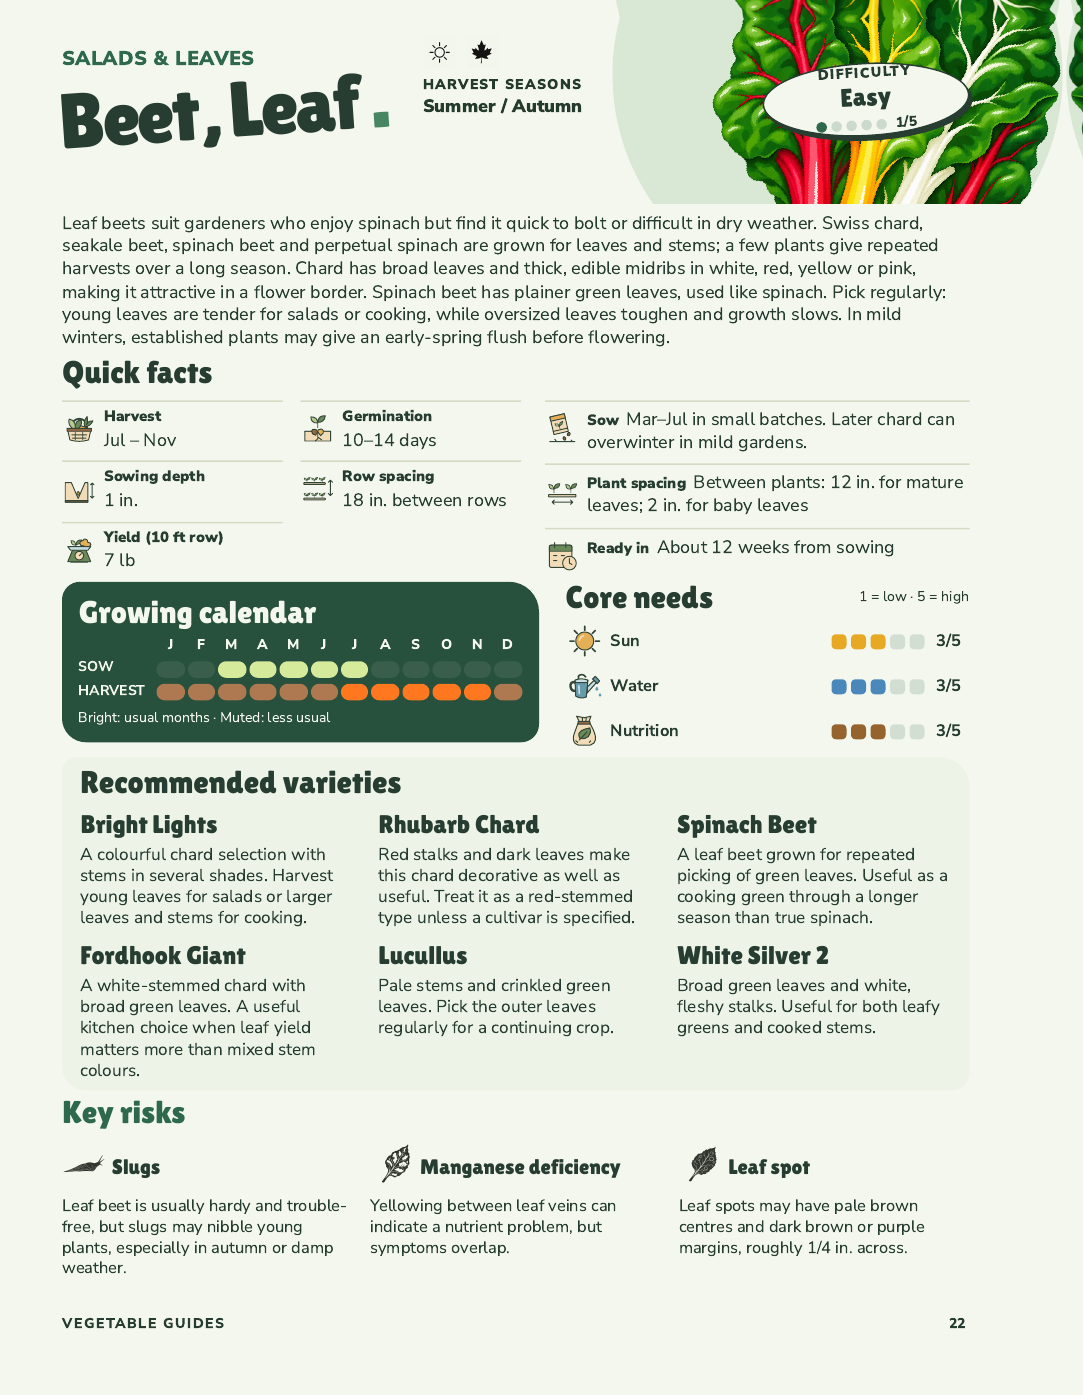 SALADS & LEAVES
Beet, Leaf.
HARVEST SEASONS
Summer / Autumn
DIFFICULTY
Easy
1/5
Leaf beets suit gardeners who enjoy spinach but find it quick to bolt or difficult in dry weather. Swiss chard,
seakale beet, spinach beet and perpetual spinach are grown for leaves and stems; a few plants give repeated
harvests over a long season. Chard has broad leaves and thick, edible midribs in white, red, yellow or pink,
making it attractive in a flower border. Spinach beet has plainer green leaves, used like spinach. Pick regularly:
young leaves are tender for salads or cooking, while oversized leaves toughen and growth slows. In mild
winters, established plants may give an early-spring flush before flowering.
Quick facts
Harvest
Jul – Nov
Germination
10–14 days
Sowing depth
1 in.
Row spacing
18 in. between rows
Yield (10 ft row)
7 lb
Sow Mar–Jul in small batches. Later chard can
overwinter in mild gardens.
Plant spacing Between plants: 12 in. for mature
leaves; 2 in. for baby leaves
Ready in About 12 weeks from sowing
Growing calendar
J F M A M J J A S O N D
SOW
HARVEST
Bright: usual months · Muted: less usual
Core needs
1 = low · 5 = high
Sun 3/5
Water 3/5
Nutrition 3/5
Recommended varieties
Bright Lights
A colourful chard selection with
stems in several shades. Harvest
young leaves for salads or larger
leaves and stems for cooking.
Rhubarb Chard
Red stalks and dark leaves make
this chard decorative as well as
useful. Treat it as a red-stemmed
type unless a cultivar is specified.
Spinach Beet
A leaf beet grown for repeated
picking of green leaves. Useful as a
cooking green through a longer
season than true spinach.
Fordhook Giant
A white-stemmed chard with
broad green leaves. A useful
kitchen choice when leaf yield
matters more than mixed stem
colours.
Lucullus
Pale stems and crinkled green
leaves. Pick the outer leaves
regularly for a continuing crop.
White Silver 2
Broad green leaves and white,
fleshy stalks. Useful for both leafy
greens and cooked stems.
Key risks
Slugs
Leaf beet is usually hardy and trouble-
free, but slugs may nibble young
plants, especially in autumn or damp
weather.
Manganese deficiency
Yellowing between leaf veins can
indicate a nutrient problem, but
symptoms overlap.
Leaf spot
Leaf spots may have pale brown
centres and dark brown or purple
margins, roughly 1/4 in. across.
VEGETABLE GUIDES
22